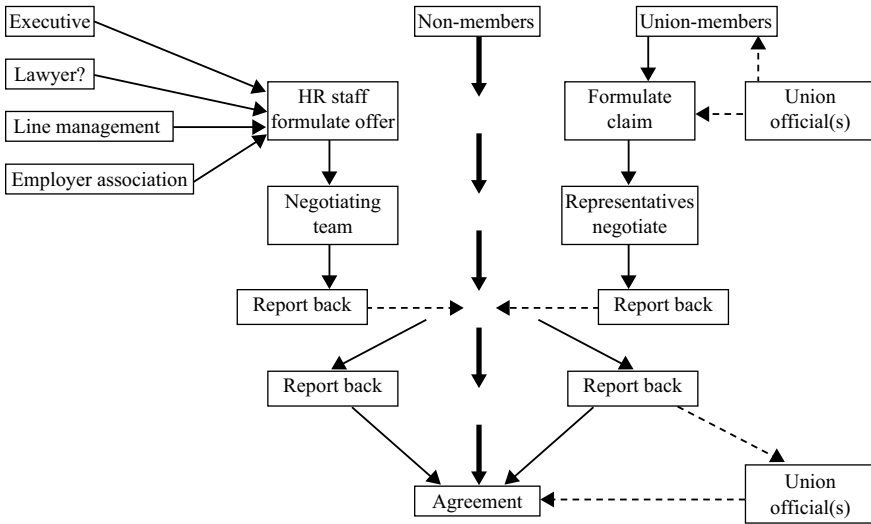 Executive
Non-members
Union-members
Lawyer?
HR staff
formulate offer
Formulate
claim
Union
official(s)
Line management
Employer association
Negotiating
team
Representatives
negotiate
Report back
Report back
Report back
Report back
Agreement
Union
official(s)